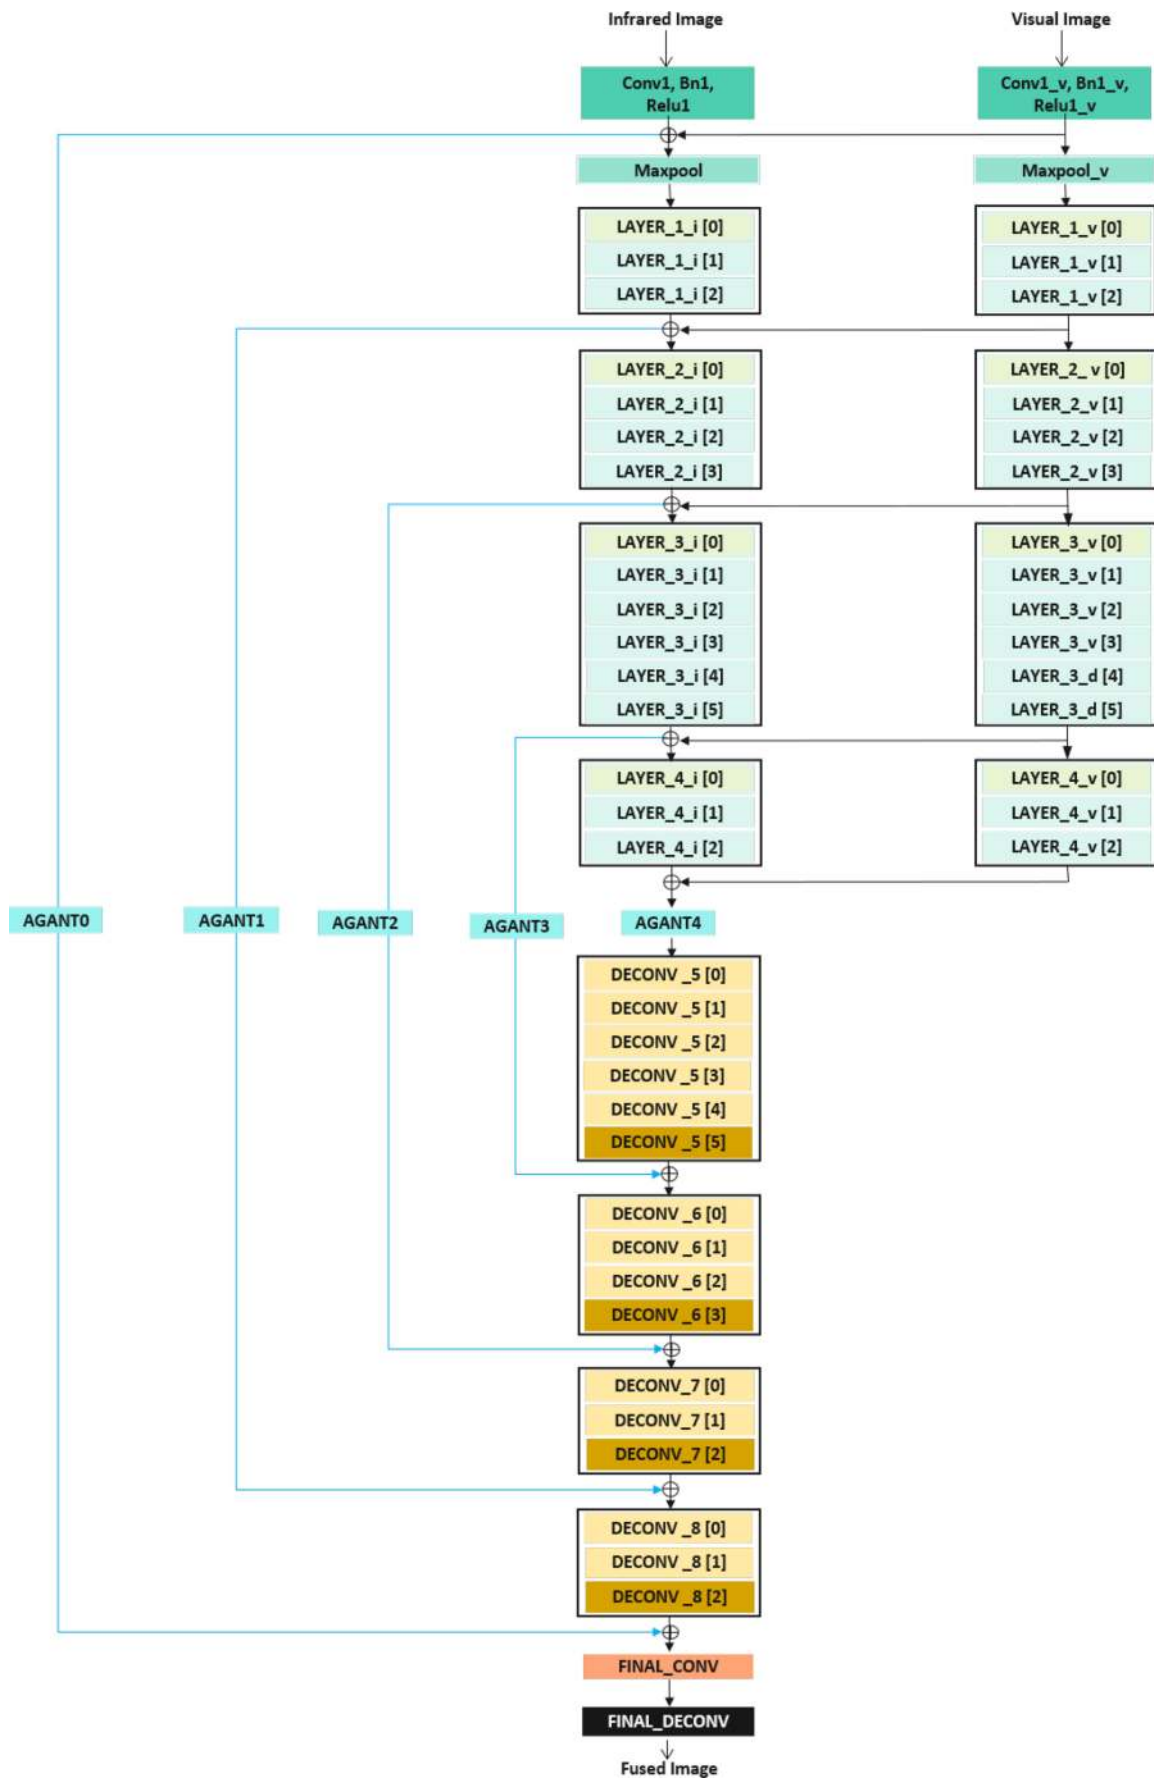 Infrared Image
Visual Image
Conv1, Bn1,
Relu1
Conv1_v, Bn1_v,
Relu1_v
Maxpool
Maxpool_v
LAYER_1_i [0]
LAYER_1_i [1]
LAYER_1_i [2]
LAYER_1_v [0]
LAYER_1_v [1]
LAYER_1_v [2]
LAYER_2_i [0]
LAYER_2_i [1]
LAYER_2_i [2]
LAYER_2_i [3]
LAYER_2_ v [0]
LAYER_2_v [1]
LAYER_2_v [2]
LAYER_2_v [3]
LAYER_3_i [0]
LAYER_3_i [1]
LAYER_3_i [2]
LAYER_3_i [3]
LAYER_3_i [4]
LAYER_3_i [5]
LAYER_3_v [0]
LAYER_3_v [1]
LAYER_3_v [2]
LAYER_3_v [3]
LAYER_3_d [4]
LAYER_3_d [5]
LAYER_4_i [0]
LAYER_4_i [1]
LAYER_4_i [2]
LAYER_4_v [0]
LAYER_4_v [1]
LAYER_4_v [2]
AGANT0
AGANT1
AGANT2
AGANT3
AGANT4
DECONV _5 [0]
DECONV _5 [1]
DECONV _5 [2]
DECONV _5 [3]
DECONV _5 [4]
DECONV _5 [5]
DECONV _6 [0]
DECONV _6 [1]
DECONV _6 [2]
DECONV _6 [3]
DECONV_7 [0]
DECONV_7 [1]
DECONV_7 [2]
DECONV _8 [0]
DECONV _8 [1]
DECONV _8 [2]
FINAL_CONV
FINAL_DECONV
Fused Image